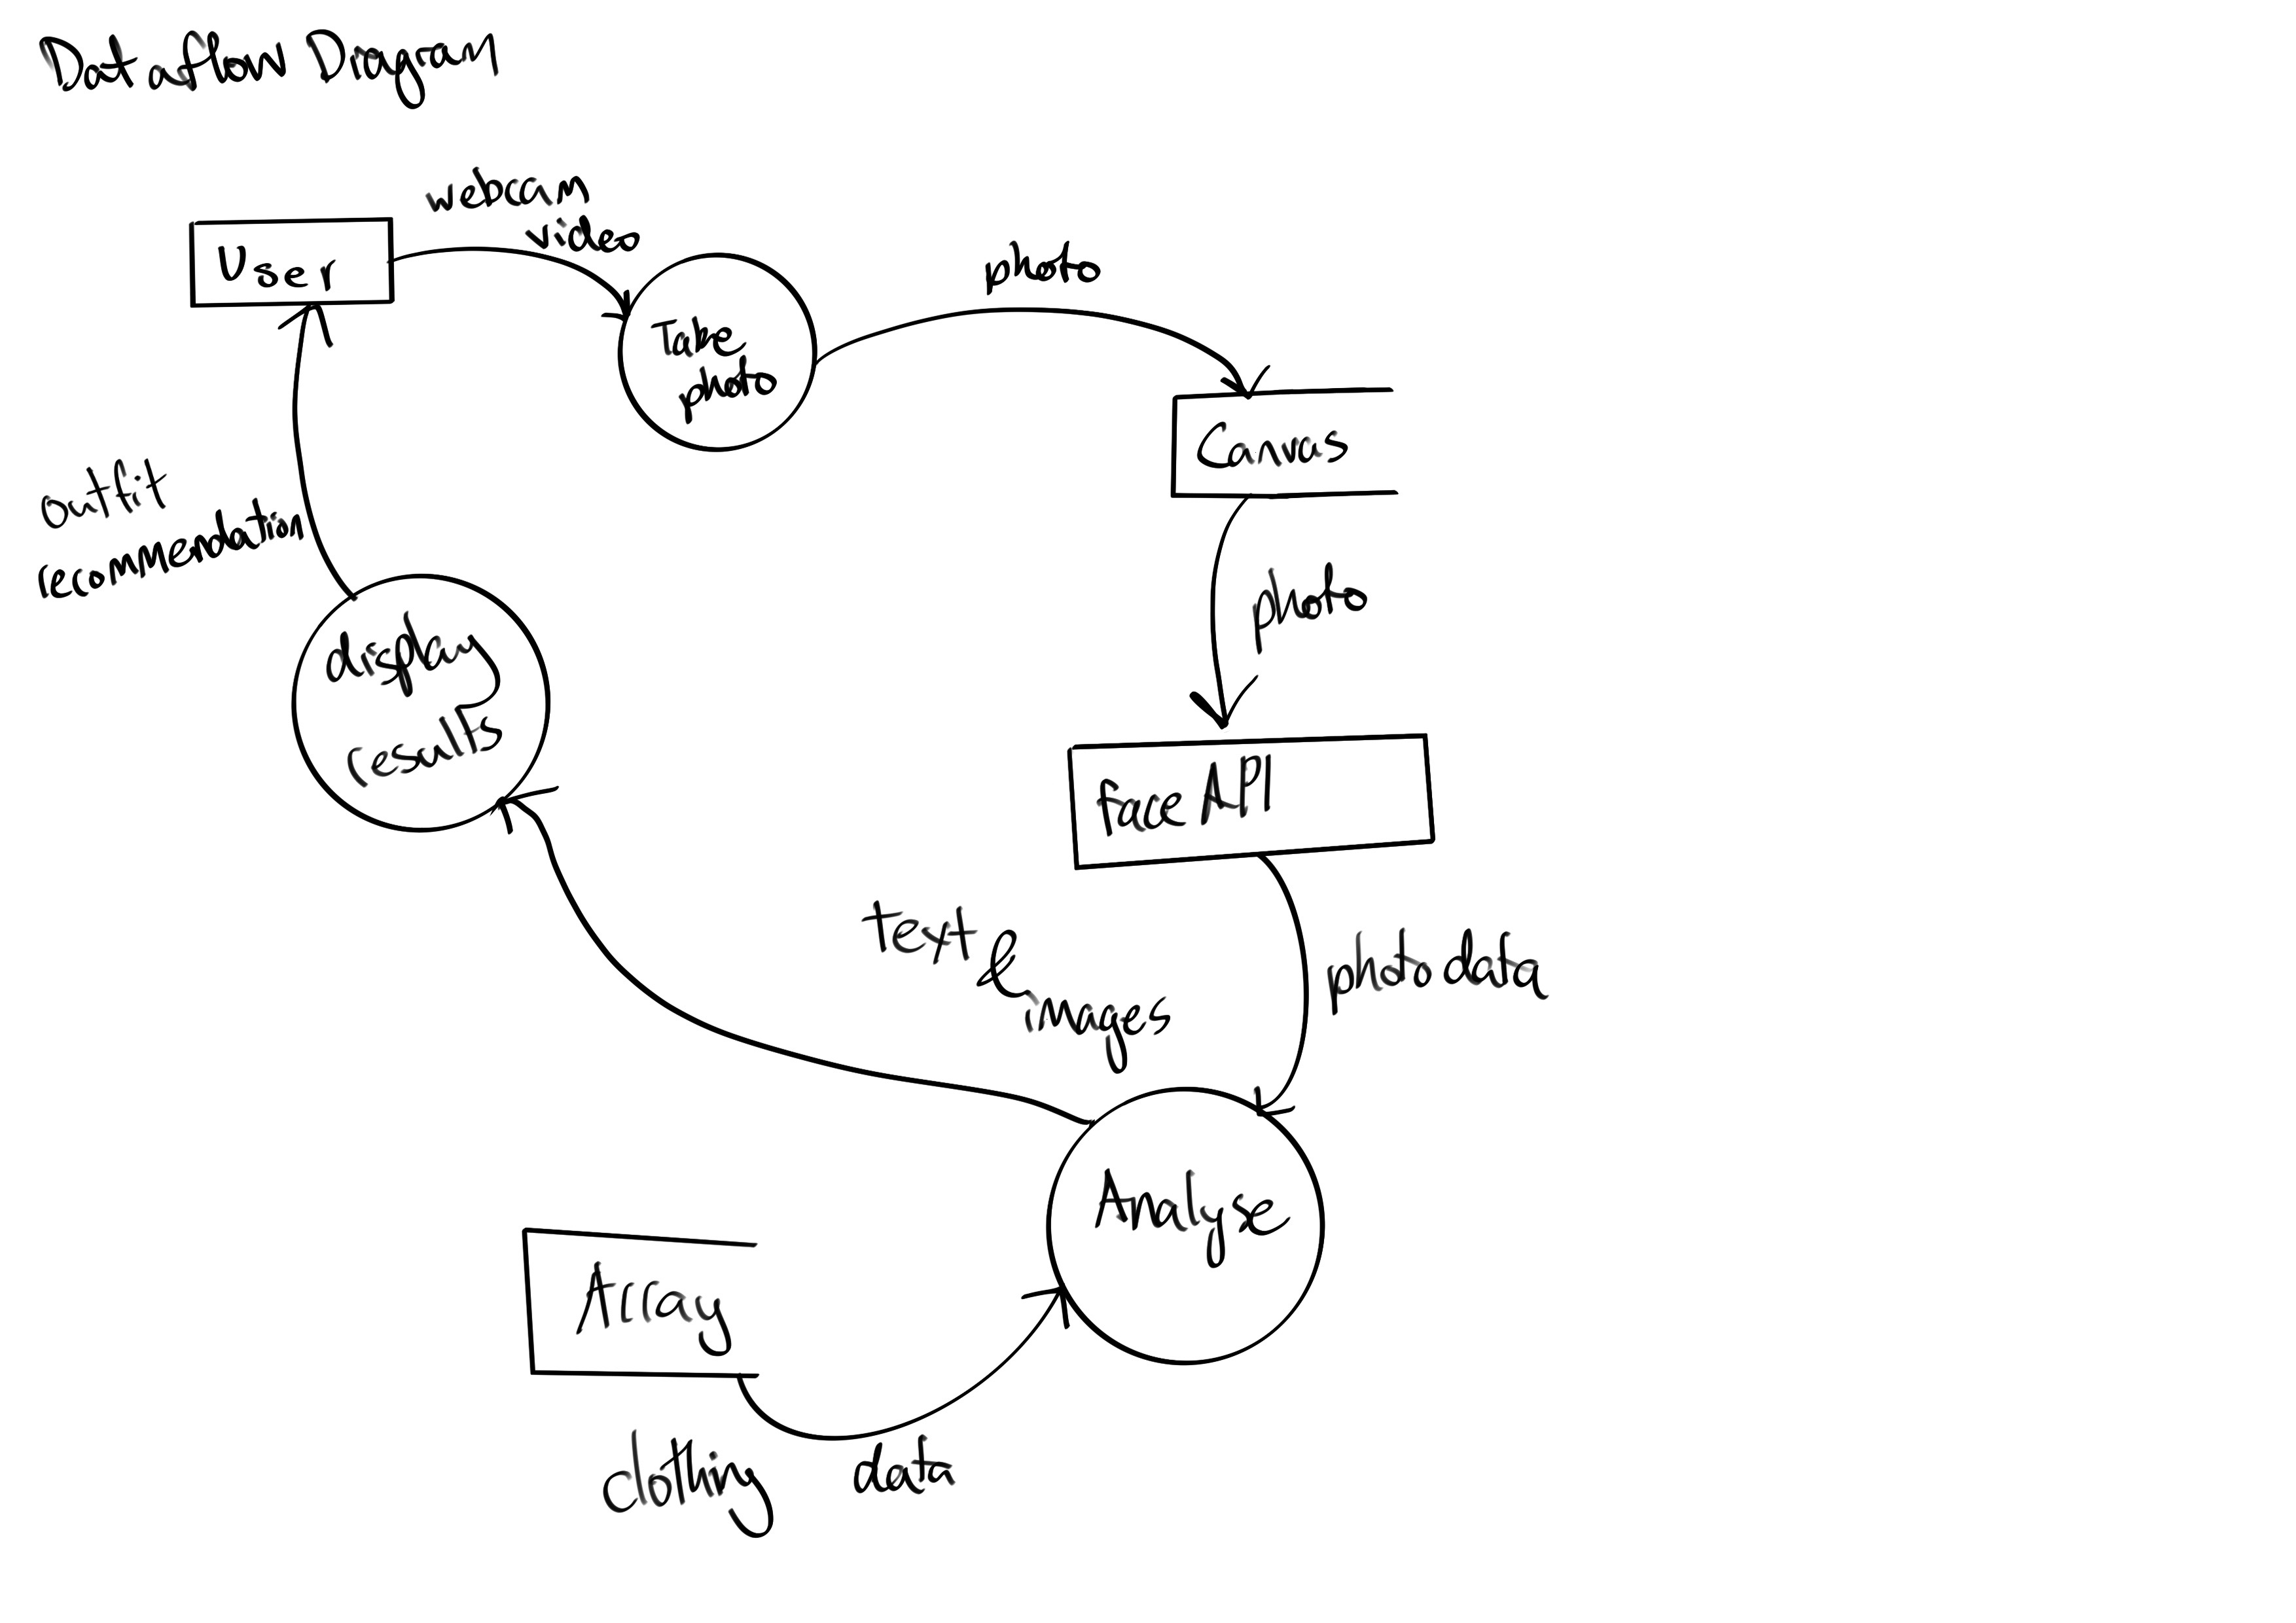 Dataflow Diagram
webcam
video
User
photo
Take
photo
Canvas
Outfit
recommendation
photo
display
results
face API
text
&
images
photo data
Analyse
Array
clothing data